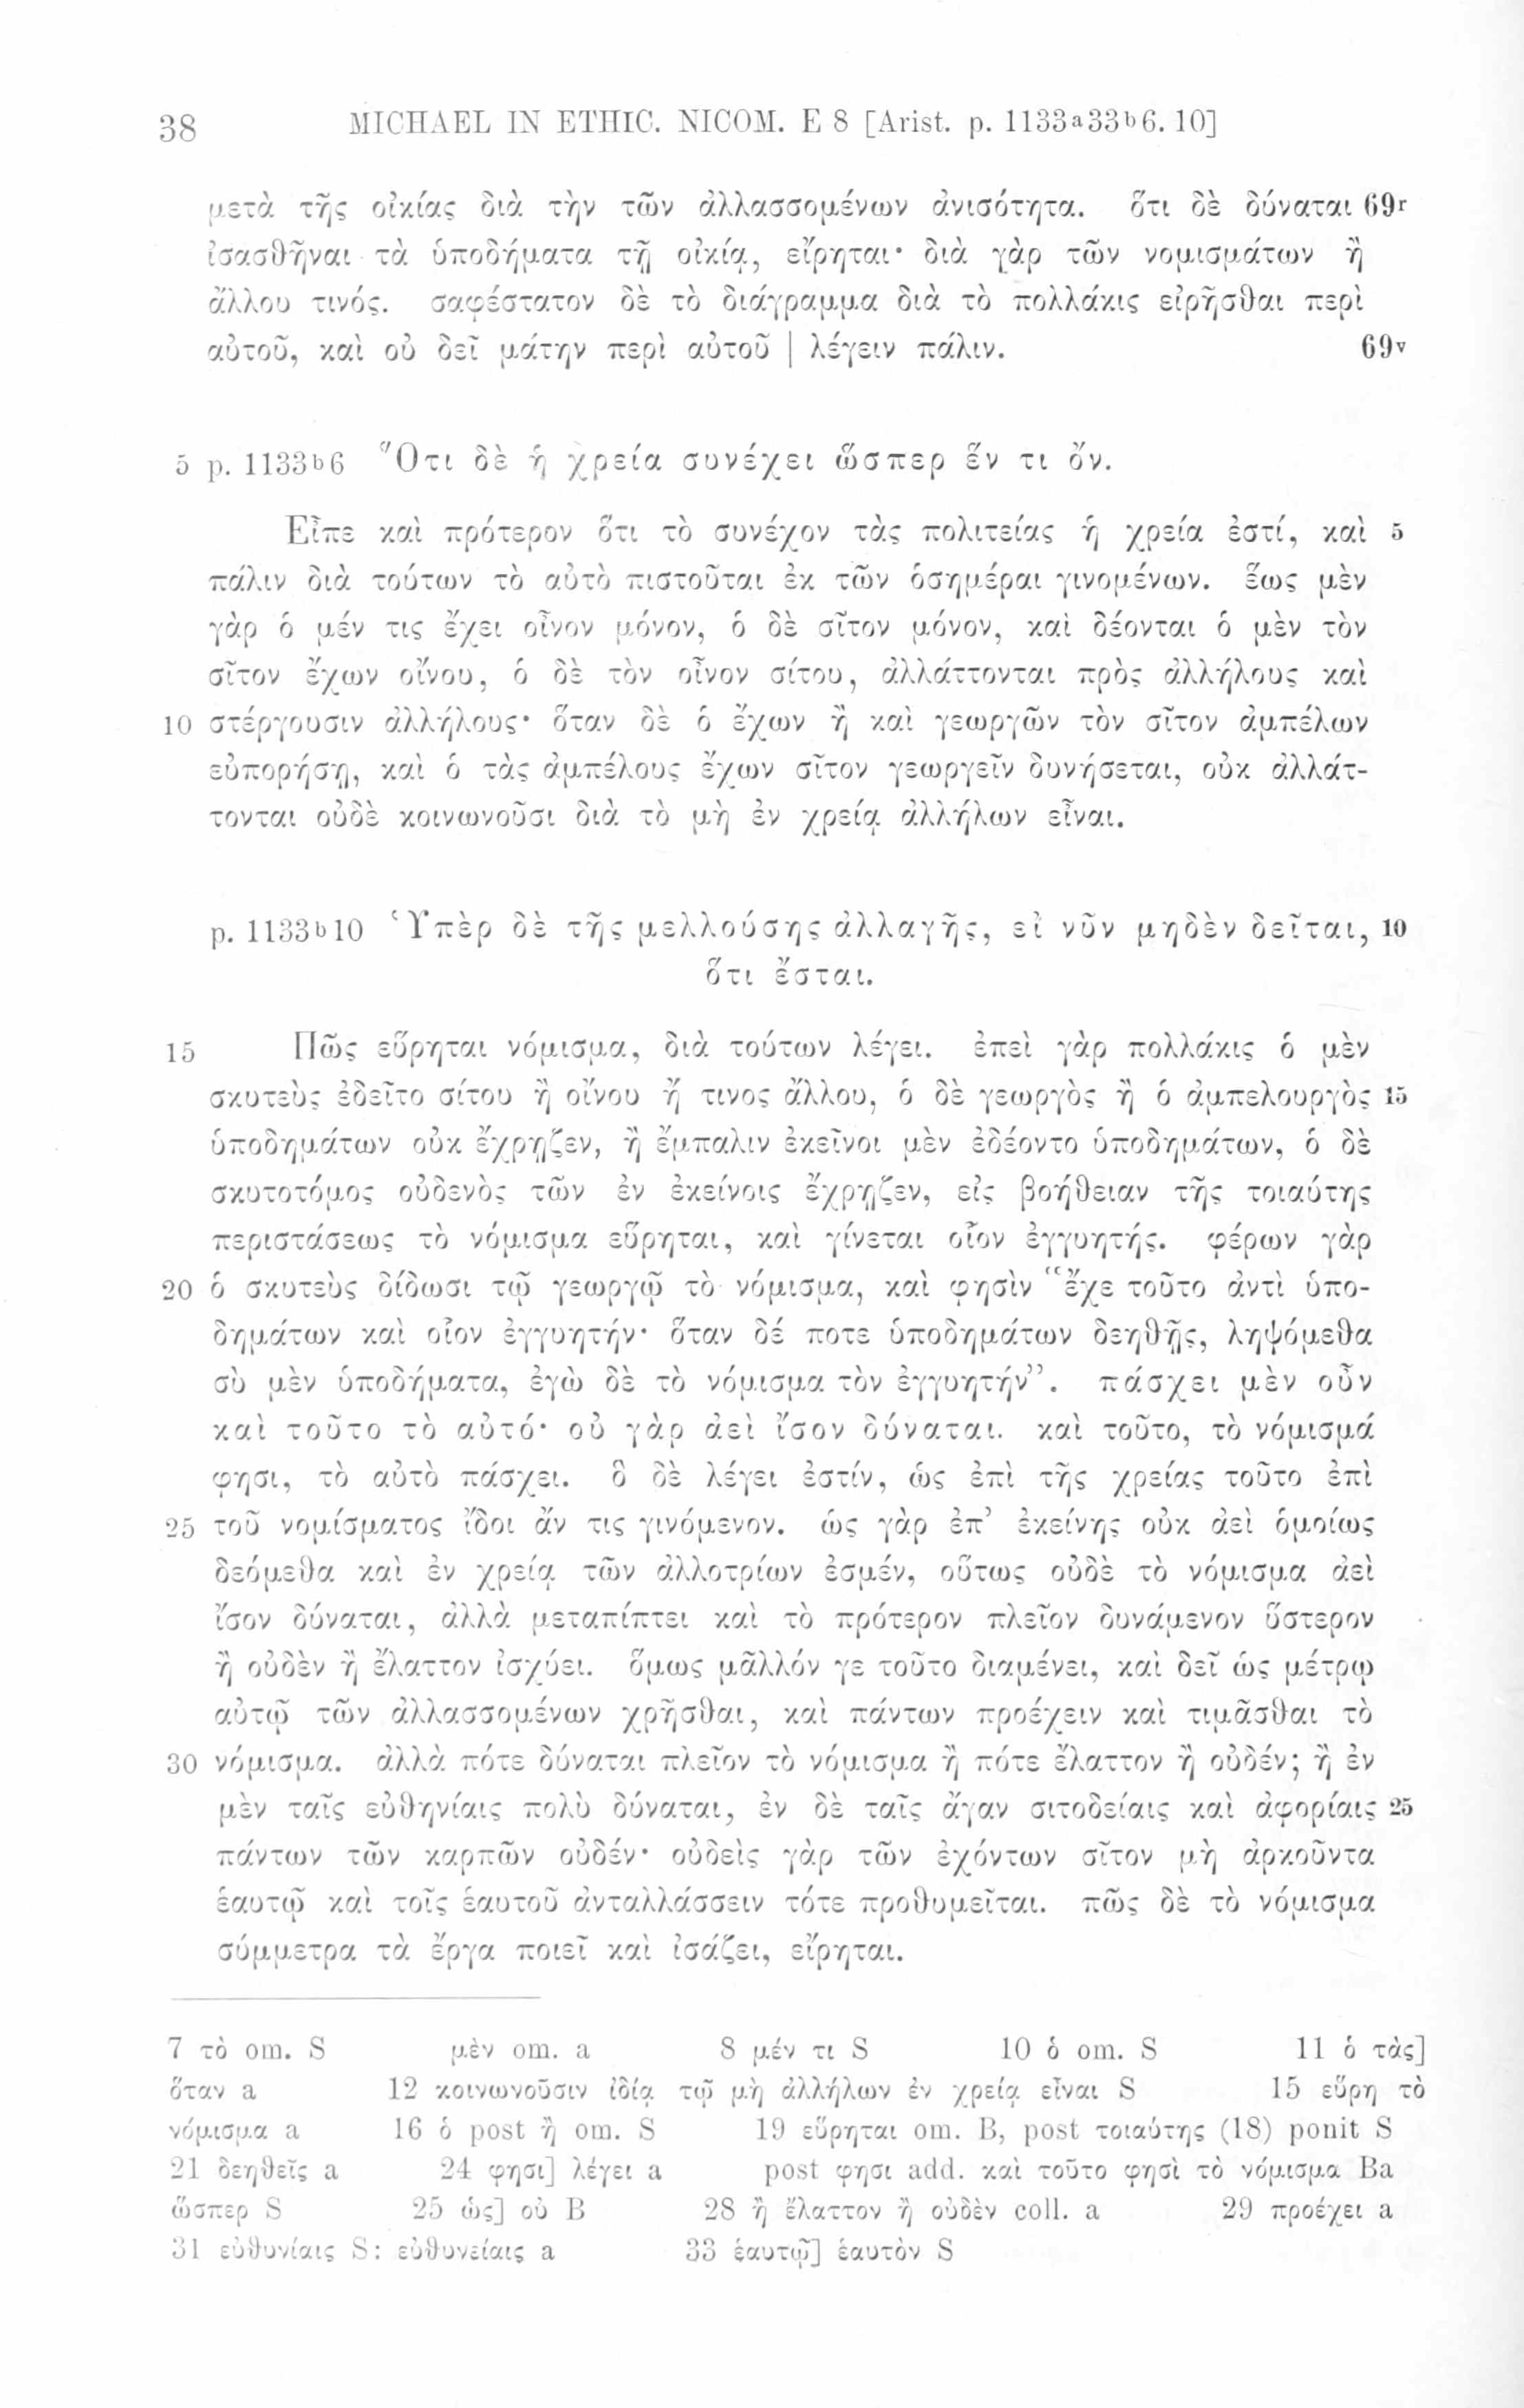 38 MICHAEL IN ETHIC. NICOM. E 8 [Arist. p. 1133a33b6. 10]
μετὰ τῆς οἰκίας διὰ τὴν τῶν ἀλλασσομένων ἀνισότητα. ὅτι δὲ δύναται 69r
ἰσασθῆναι τὰ ὑποδήματα τῇ οἰκίᾳ, εἴρηται· διὰ γὰρ τῶν νομισμάτων ἢ
ἄλλου τινός. σαφέστατον δὲ τὸ διάγραμμα διὰ τὸ πολλάκις εἰρῆσθαι περὶ
αὐτοῦ, καὶ οὐ δεῖ μάτην περὶ αὐτοῦ | λέγειν πάλιν. 69v
5 p. 1133b6 Ὅτι δὲ ἡ χρεία συνέχει ὥσπερ ἕν τι ὄν.
Εἶπε καὶ πρότερον ὅτι τὸ συνέχον τὰς πολιτείας ἡ χρεία ἐστί, καὶ 5
πάλιν διὰ τούτων τὸ αὐτὸ πιστοῦται ἐκ τῶν ὁσημέραι γινομένων. ἕως μὲν
γὰρ ὁ μέν τις ἔχει οἶνον μόνον, ὁ δὲ σῖτον μόνον, καὶ δέονται ὁ μὲν τὸν
σῖτον ἔχων οἴνου, ὁ δὲ τὸν οἶνον σίτου, ἀλλάττονται πρὸς ἀλλήλους καὶ
10 στέργουσιν ἀλλήλους· ὅταν δὲ ὁ ἔχων ἢ καὶ γεωργῶν τὸν σῖτον ἀμπέλων
εὐπορήσῃ, καὶ ὁ τὰς ἀμπέλους ἔχων σῖτον γεωργεῖν δυνήσεται, οὐκ ἀλλάτ-
τονται οὐδὲ κοινωνοῦσι διὰ τὸ μὴ ἐν χρείᾳ ἀλλήλων εἶναι.
p. 1133b10 Ὑπὲρ δὲ τῆς μελλούσης ἀλλαγῆς, εἰ νῦν μηδὲν δεῖται, 10
ὅτι ἔσται.
15 Πῶς εὕρηται νόμισμα, διὰ τούτων λέγει. ἐπεὶ γὰρ πολλάκις ὁ μὲν
σκυτεὺς ἐδεῖτο σίτου ἢ οἴνου ἤ τινος ἄλλου, ὁ δὲ γεωργὸς ἢ ὁ ἀμπελουργὸς 15
ὑποδημάτων οὐκ ἔχρῃζεν, ἢ ἔμπαλιν ἐκεῖνοι μὲν ἐδέοντο ὑποδημάτων, ὁ δὲ
σκυτοτόμος οὐδενὸς τῶν ἐν ἐκείνοις ἔχρῃζεν, εἰς βοήθειαν τῆς τοιαύτης
περιστάσεως τὸ νόμισμα εὕρηται, καὶ γίνεται οἷον ἐγγυητής. φέρων γὰρ
20 ὁ σκυτεὺς δίδωσι τῷ γεωργῷ τὸ νόμισμα, καὶ φησὶν “ἔχε τοῦτο ἀντὶ ὑπο-
δημάτων καὶ οἷον ἐγγυητήν· ὅταν δέ ποτε ὑποδημάτων δεηθῇς, ληψόμεθα
σὺ μὲν ὑποδήματα, ἐγὼ δὲ τὸ νόμισμα τὸν ἐγγυητήν”. πάσχει μὲν οὖν
καὶ τοῦτο τὸ αὐτό· οὐ γὰρ ἀεὶ ἴσον δύναται. καὶ τοῦτο, τὸ νόμισμά
φησι, τὸ αὐτὸ πάσχει. ὃ δὲ λέγει ἐστίν, ὡς ἐπὶ τῆς χρείας τοῦτο ἐπὶ
25 τοῦ νομίσματος ἴδοι ἄν τις γινόμενον. ὡς γὰρ ἐπ’ ἐκείνης οὐκ ἀεὶ ὁμοίως
δεόμεθα καὶ ἐν χρείᾳ τῶν ἀλλοτρίων ἐσμέν, οὕτως οὐδὲ τὸ νόμισμα ἀεὶ
ἴσον δύναται, ἀλλὰ μεταπίπτει καὶ τὸ πρότερον πλεῖον δυνάμενον ὕστερον
ἢ οὐδὲν ἢ ἔλαττον ἰσχύει. ὅμως μᾶλλόν γε τοῦτο διαμένει, καὶ δεῖ ὡς μέτρῳ
αὐτῷ τῶν ἀλλασσομένων χρῆσθαι, καὶ πάντων προέχειν καὶ τιμᾶσθαι τὸ
30 νόμισμα. ἀλλὰ πότε δύναται πλεῖον τὸ νόμισμα ἢ πότε ἔλαττον ἢ οὐδέν; ἢ ἐν
μὲν ταῖς εὐθηνίαις πολὺ δύναται, ἐν δὲ ταῖς ἄγαν σιτοδείαις καὶ ἀφορίαις 25
πάντων τῶν καρπῶν οὐδέν· οὐδεὶς γὰρ τῶν ἐχόντων σῖτον μὴ ἀρκοῦντα
ἑαυτῷ καὶ τοῖς ἑαυτοῦ ἀνταλλάσσειν τότε προθυμεῖται. πῶς δὲ τὸ νόμισμα
σύμμετρα τὰ ἔργα ποιεῖ καὶ ἰσάζει, εἴρηται.
7 τὸ om. S μὲν om. a 8 μέν τι S 10 ὁ om. S 11 ὁ τὰς]
ὅταν a 12 κοινωνοῦσιν ἰδίᾳ τῷ μὴ ἀλλήλων ἐν χρείᾳ εἶναι S 15 εὕρη τὸ
νόμισμα a 16 ὁ post ἢ om. S 19 εὕρηται om. B, post τοιαύτης (18) ponit S
21 δεηθεῖς a 24 φησι] λέγει a post φησι add. καὶ τοῦτο φησὶ τὸ νόμισμα Ba
ὥσπερ S 25 ὡς] οὐ B 28 ἢ ἔλαττον ἢ οὐδὲν coll. a 29 προέχει a
31 εὐθυνίαις S: εὐθυνείαις a 33 ἑαυτῷ] ἑαυτὸν S